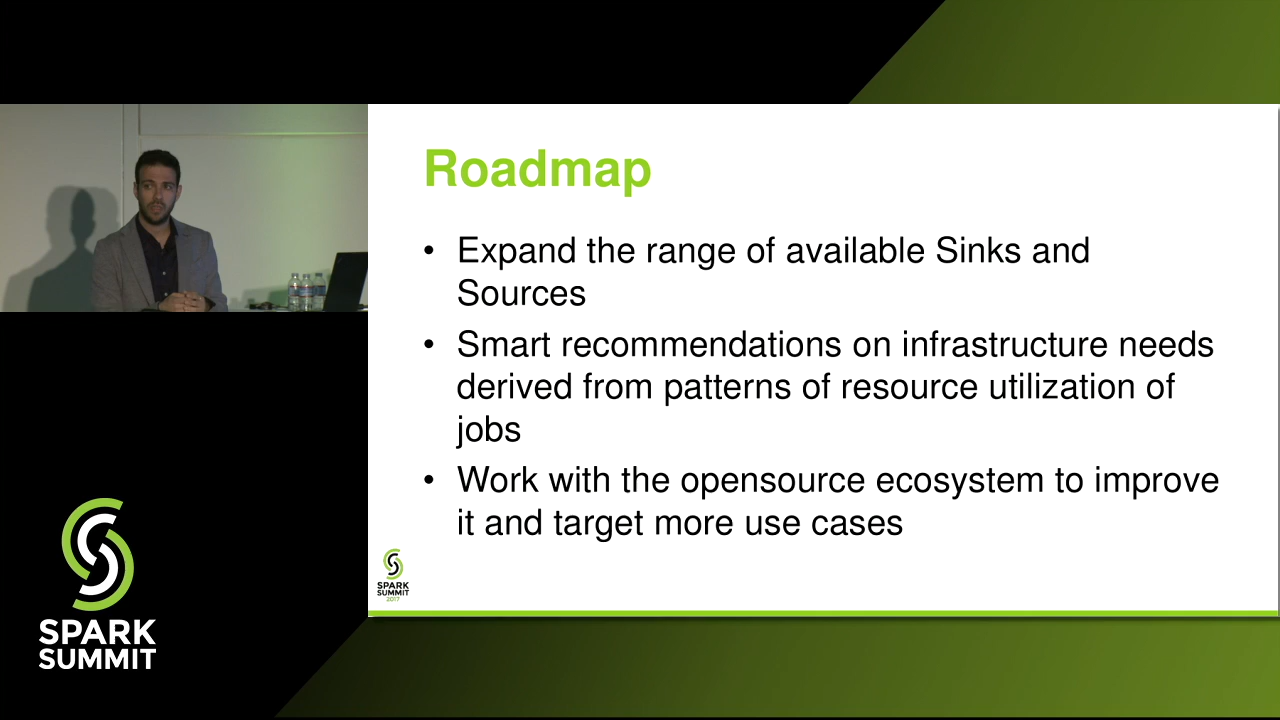 Roadmap
• Expand the range of available Sinks and
Sources
• Smart recommendations on infrastructure needs
derived from patterns of resource utilization of
jobs
• Work with the opensource ecosystem to improve
it and target more use cases
SPARK
SUMMIT
2017
SPARK
SUMMIT